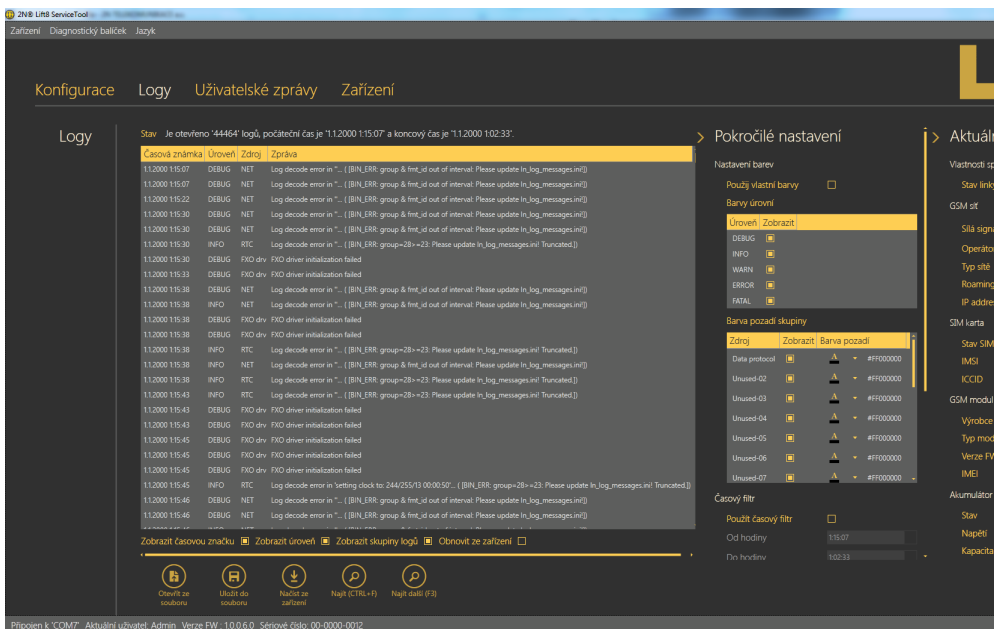 2N® Lift8 ServiceTool
Zařízení Diagnostický balíček Jazyk
Konfigurace Logy Uživatelské zprávy Zařízení
Logy
Stav Je otevřeno '44464' logů, počáteční čas je '1.1.2000 1:15:07' a koncový čas je '1.1.2000 1:02:33'.
Časová známka Úroveň Zdroj Zpráva
1.1.2000 1:15:07 DEBUG NET Log decode error in "... ( [BIN_ERR: group & fmt_id out of interval: Please update ln_log_messages.ini!])
1.1.2000 1:15:07 DEBUG NET Log decode error in "... ( [BIN_ERR: group & fmt_id out of interval: Please update ln_log_messages.ini!])
1.1.2000 1:15:22 DEBUG NET Log decode error in "... ( [BIN_ERR: group & fmt_id out of interval: Please update ln_log_messages.ini!])
1.1.2000 1:15:30 DEBUG NET Log decode error in "... ( [BIN_ERR: group & fmt_id out of interval: Please update ln_log_messages.ini!])
1.1.2000 1:15:30 DEBUG NET Log decode error in "... ( [BIN_ERR: group & fmt_id out of interval: Please update ln_log_messages.ini!])
1.1.2000 1:15:30 INFO RTC Log decode error in "... ( [BIN_ERR: group=28>=23: Please update ln_log_messages.ini! Truncated.])
1.1.2000 1:15:30 DEBUG FXO drv FXO driver initialization failed
1.1.2000 1:15:33 DEBUG FXO drv FXO driver initialization failed
1.1.2000 1:15:38 DEBUG NET Log decode error in "... ( [BIN_ERR: group & fmt_id out of interval: Please update ln_log_messages.ini!])
1.1.2000 1:15:38 INFO NET Log decode error in "... ( [BIN_ERR: group & fmt_id out of interval: Please update ln_log_messages.ini!])
1.1.2000 1:15:38 DEBUG FXO drv FXO driver initialization failed
1.1.2000 1:15:38 DEBUG FXO drv FXO driver initialization failed
1.1.2000 1:15:38 INFO RTC Log decode error in "... ( [BIN_ERR: group=28>=23: Please update ln_log_messages.ini! Truncated.])
1.1.2000 1:15:38 INFO NET Log decode error in "... ( [BIN_ERR: group & fmt_id out of interval: Please update ln_log_messages.ini!])
1.1.2000 1:15:38 INFO RTC Log decode error in "... ( [BIN_ERR: group=28>=23: Please update ln_log_messages.ini! Truncated.])
1.1.2000 1:15:43 INFO RTC Log decode error in "... ( [BIN_ERR: group=28>=23: Please update ln_log_messages.ini! Truncated.])
1.1.2000 1:15:43 DEBUG FXO drv FXO driver initialization failed
1.1.2000 1:15:43 DEBUG FXO drv FXO driver initialization failed
1.1.2000 1:15:45 DEBUG FXO drv FXO driver initialization failed
1.1.2000 1:15:45 DEBUG FXO drv FXO driver initialization failed
1.1.2000 1:15:45 DEBUG FXO drv FXO driver initialization failed
1.1.2000 1:15:45 INFO RTC Log decode error in 'setting clock to: 244/255/13 00:00:50'... ( [BIN_ERR: group=28>=23: Please update ln_log_messages.ini! Truncated.])
1.1.2000 1:15:46 DEBUG NET Log decode error in "... ( [BIN_ERR: group & fmt_id out of interval: Please update ln_log_messages.ini!])
1.1.2000 1:15:46 DEBUG NET Log decode error in "... ( [BIN_ERR: group & fmt_id out of interval: Please update ln_log_messages.ini!])
Zobrazit časovou značku Zobrazit úroveň Zobrazit skupiny logů Obnovit ze zařízení
Otevřít ze souboru
Uložit do souboru
Načíst ze zařízení
Najít (CTRL+F)
Najít další (F3)
Pokročilé nastavení
Nastavení barev
Použij vlastní barvy
Barvy úrovní
Úroveň Zobrazit
DEBUG
INFO
WARN
ERROR
FATAL
Barva pozadí skupiny
Zdroj Zobrazit Barva pozadí
Data protocol A #FF000000
Unused-02 A #FF000000
Unused-03 A #FF000000
Unused-04 A #FF000000
Unused-05 A #FF000000
Unused-06 A #FF000000
Unused-07 A #FF000000
Časový filtr
Použít časový filtr
Od hodiny 1:15:07
Do hodiny 1:02:33
Aktuáln
Vlastnosti sp
Stav linky
GSM síť
Silá signá
Operáto
Typ sítě
Roaming
IP addre
SIM karta
Stav SIM
IMSI
ICCID
GSM modul
Výrobce
Typ mod
Verze FW
IMEI
Akumulátor
Stav
Napětí
Kapacita
Připojen k 'COM7' Aktuální uživatel: Admin Verze FW : 1.0.0.6.0 Sériové číslo: 00-0000-0012